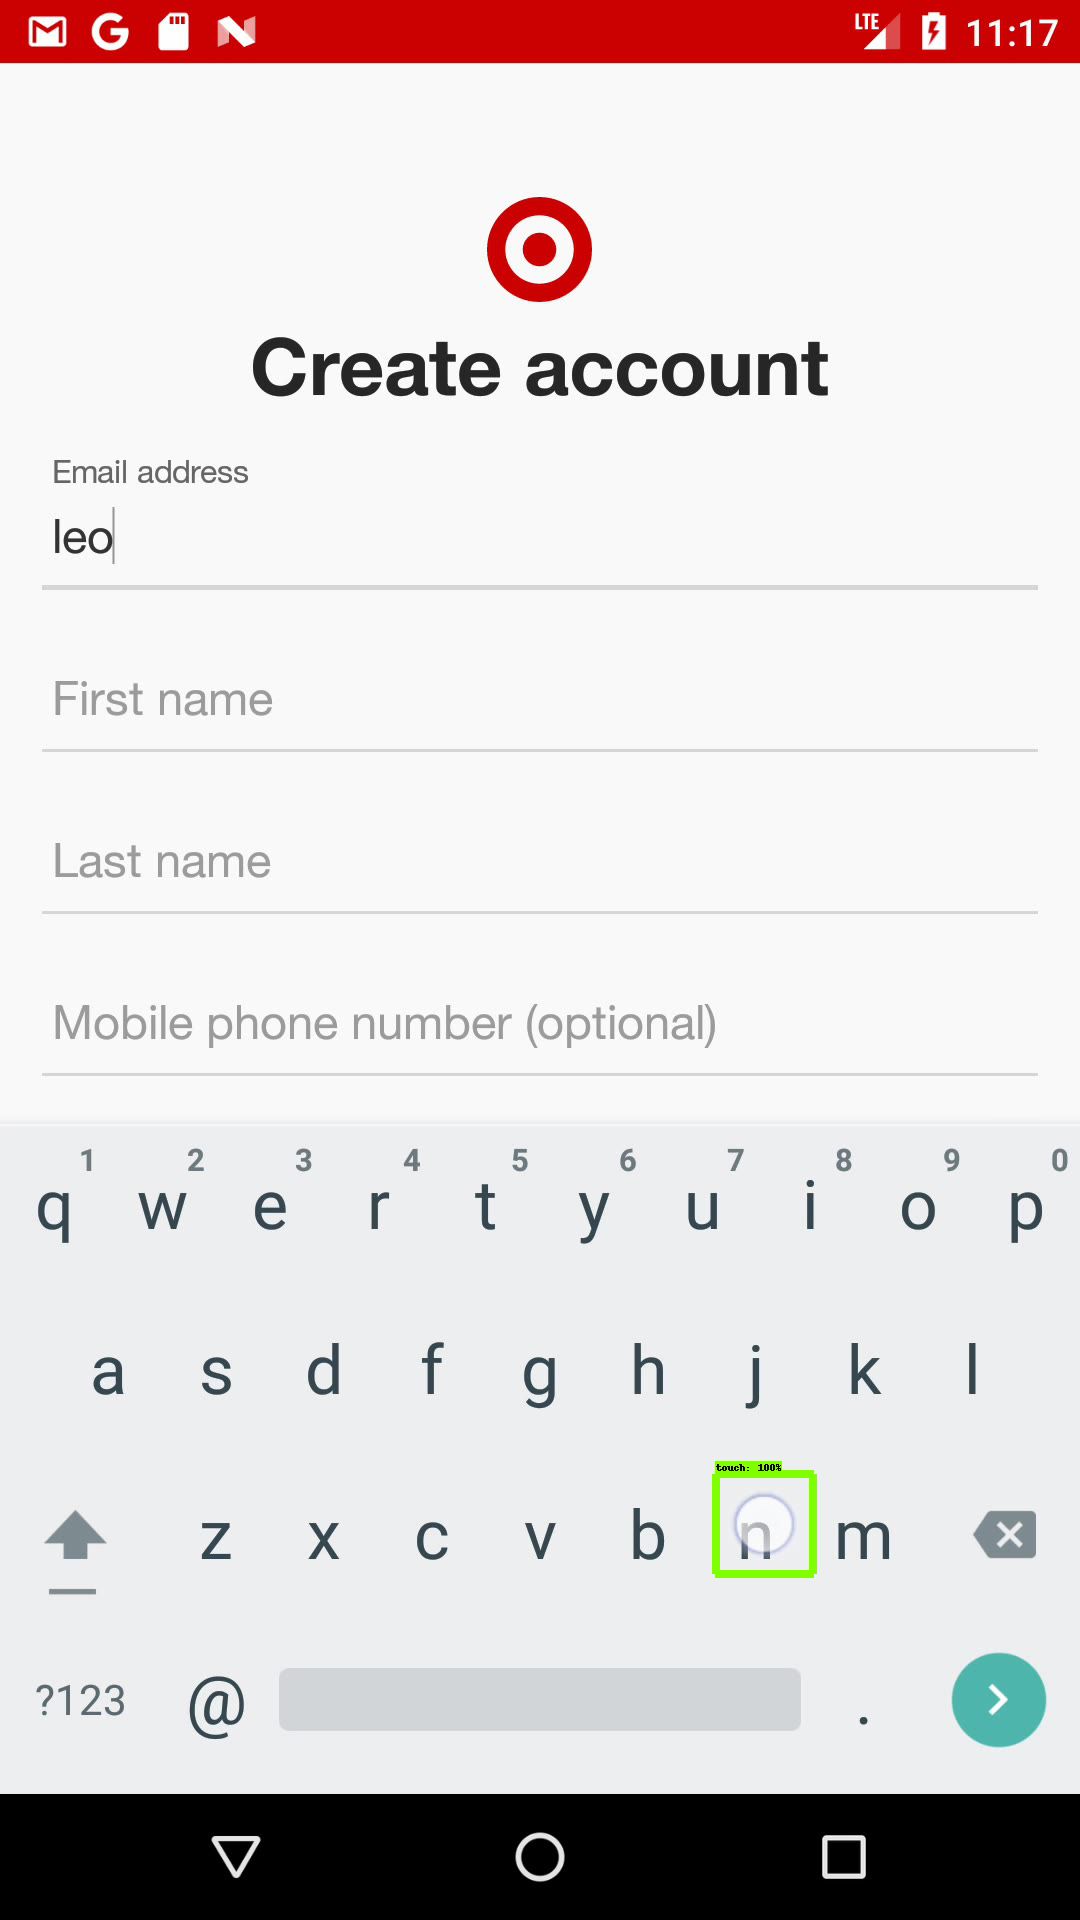 LTE 11:17
Create account
Email address
leo
First name
Last name
Mobile phone number (optional)
1 2 3 4 5 6 7 8 9 0
q w e r t y u i o p
a s d f g h j k l
touch: 100%
z x c v b n m
?123 @ .